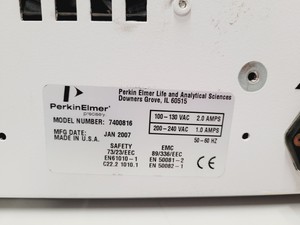 Perkin Elmer Life and Analytical Sciences
Downers Grove, IL 60515
PerkinElmer
precisely
MODEL NUMBER: 7400816
100-130 VAC 2.0 AMPS
MFG DATE: JAN 2007
200-240 VAC 1.0 AMPS
MADE IN U.S.A.
50-60 HZ
SAFETY EMC
73/23/EEC 89/336/EEC
EN61010-1 EN 50081-2
C22.2 1010.1 EN 50082-1